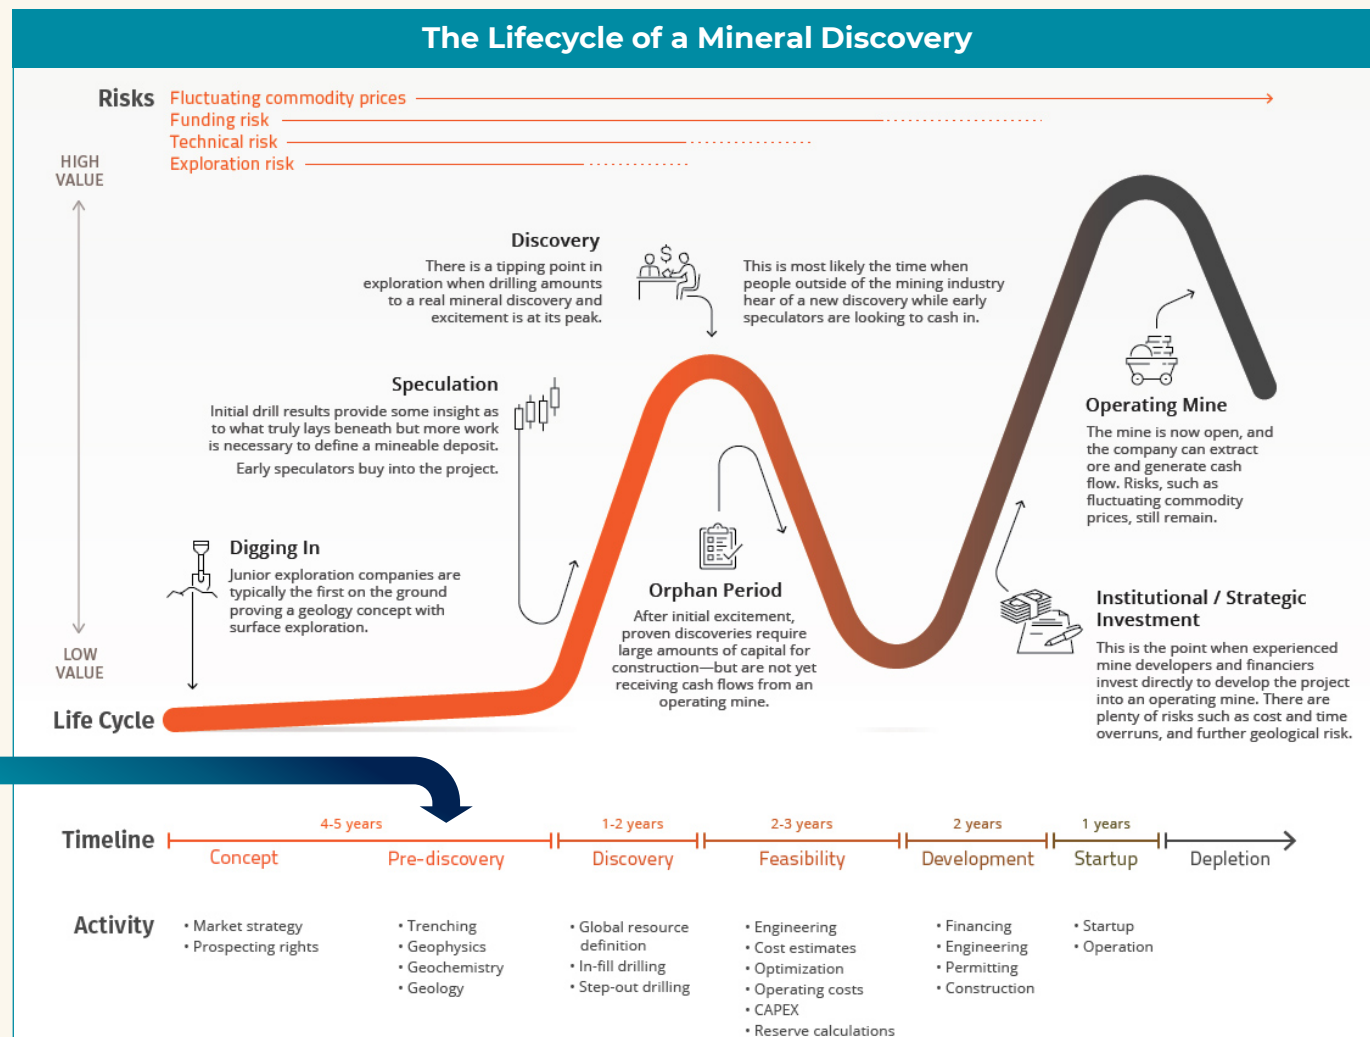 The Lifecycle of a Mineral Discovery
Risks
Fluctuating commodity prices
Funding risk
Technical risk
Exploration risk
HIGH
VALUE
LOW
VALUE
Discovery
There is a tipping point in
exploration when drilling amounts
to a real mineral discovery and
excitement is at its peak.
$
This is most likely the time when
people outside of the mining industry
hear of a new discovery while early
speculators are looking to cash in.
Speculation
Initial drill results provide some insight as
to what truly lays beneath but more work
is necessary to define a mineable deposit.
Early speculators buy into the project.
Operating Mine
The mine is now open, and
the company can extract
ore and generate cash
flow. Risks, such as
fluctuating commodity
prices, still remain.
Digging In
Junior exploration companies are
typically the first on the ground
proving a geology concept with
surface exploration.
Orphan Period
After initial excitement,
proven discoveries require
large amounts of capital for
construction—but are not yet
receiving cash flows from an
operating mine.
Institutional / Strategic
Investment
This is the point when experienced
mine developers and financiers
invest directly to develop the project
into an operating mine. There are
plenty of risks such as cost and time
overruns, and further geological risk.
Life Cycle
Timeline
4-5 years
1-2 years
2-3 years
2 years
1 years
Concept
Pre-discovery
Discovery
Feasibility
Development
Startup
Depletion
Activity
• Market strategy
• Prospecting rights
• Trenching
• Geophysics
• Geochemistry
• Geology
• Global resource
definition
• In-fill drilling
• Step-out drilling
• Engineering
• Cost estimates
• Optimization
• Operating costs
• CAPEX
• Reserve calculations
• Financing
• Engineering
• Permitting
• Construction
• Startup
• Operation